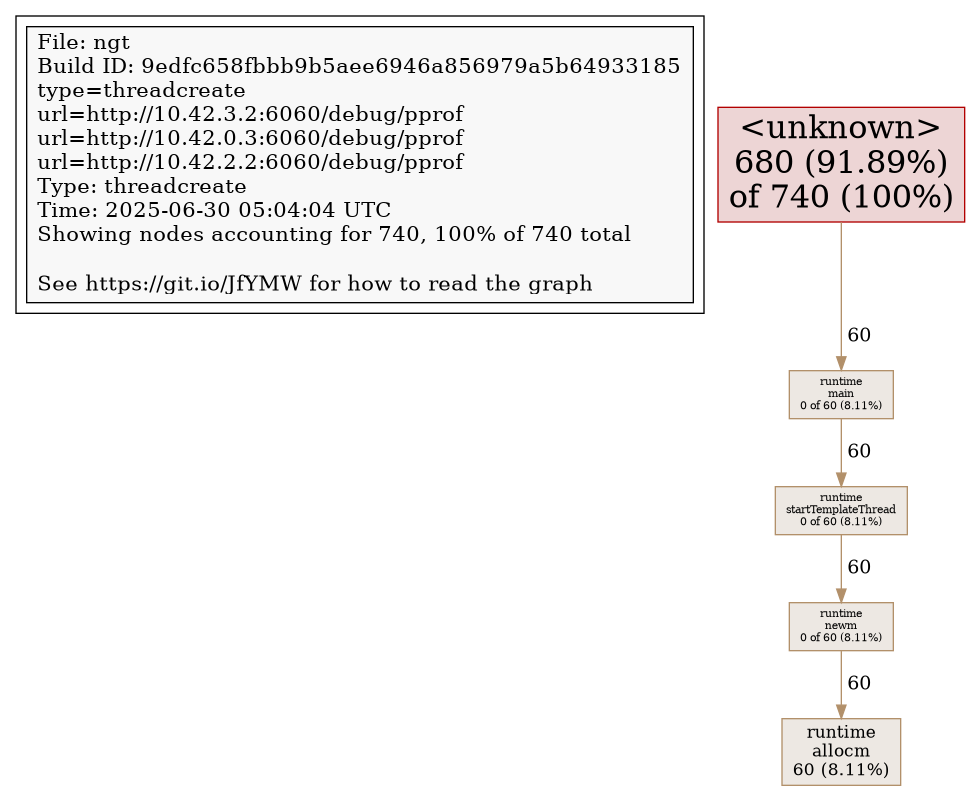 File: ngt
Build ID: 9edfc658fbbb9b5aee6946a856979a5b64933185
type=threadcreate
url=http://10.42.3.2:6060/debug/pprof
url=http://10.42.0.3:6060/debug/pprof
url=http://10.42.2.2:6060/debug/pprof
Type: threadcreate
Time: 2025-06-30 05:04:04 UTC
Showing nodes accounting for 740, 100% of 740 total
See https://git.io/JfYMW for how to read the graph
<unknown>
680 (91.89%)
of 740 (100%)
60
runtime
main
0 of 60 (8.11%)
60
runtime
startTemplateThread
0 of 60 (8.11%)
60
runtime
newm
0 of 60 (8.11%)
60
runtime
allocm
60 (8.11%)